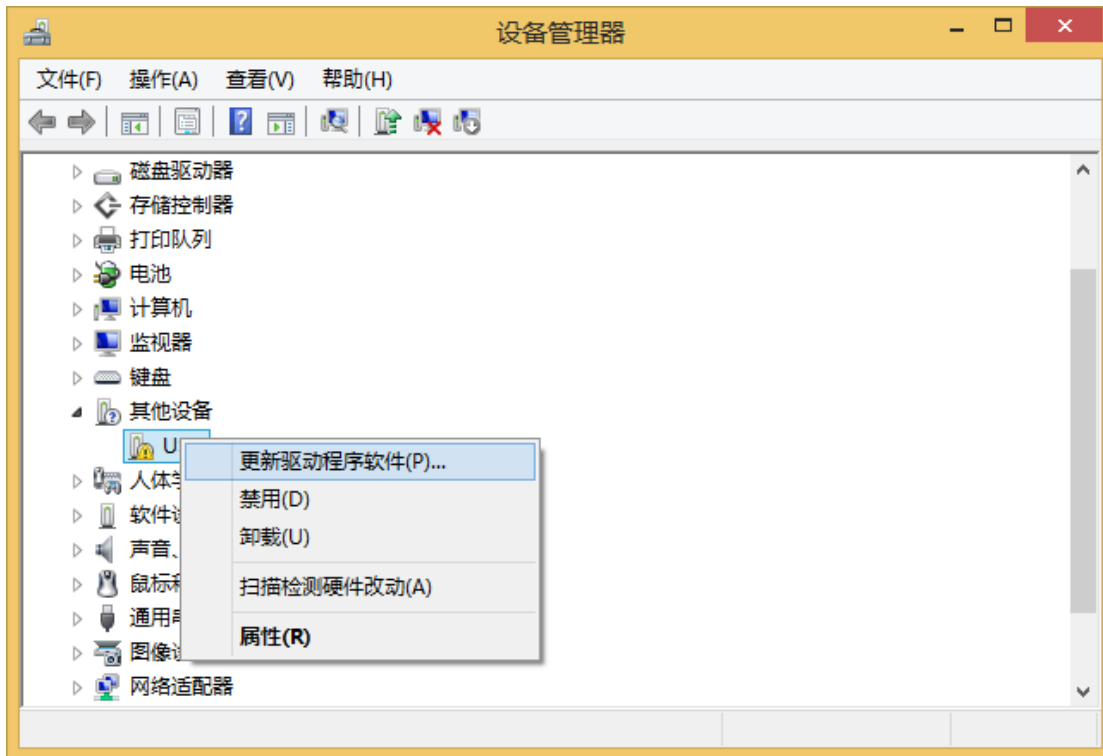 设备管理器
文件(F) 操作(A) 查看(V) 帮助(H)
磁盘驱动器
存储控制器
打印队列
电池
计算机
监视器
键盘
其他设备
U
更新驱动程序软件(P)...
人体
禁用(D)
软件
卸载(U)
声音、
鼠标
扫描检测硬件改动(A)
通用
属性(R)
图像
网络适配器